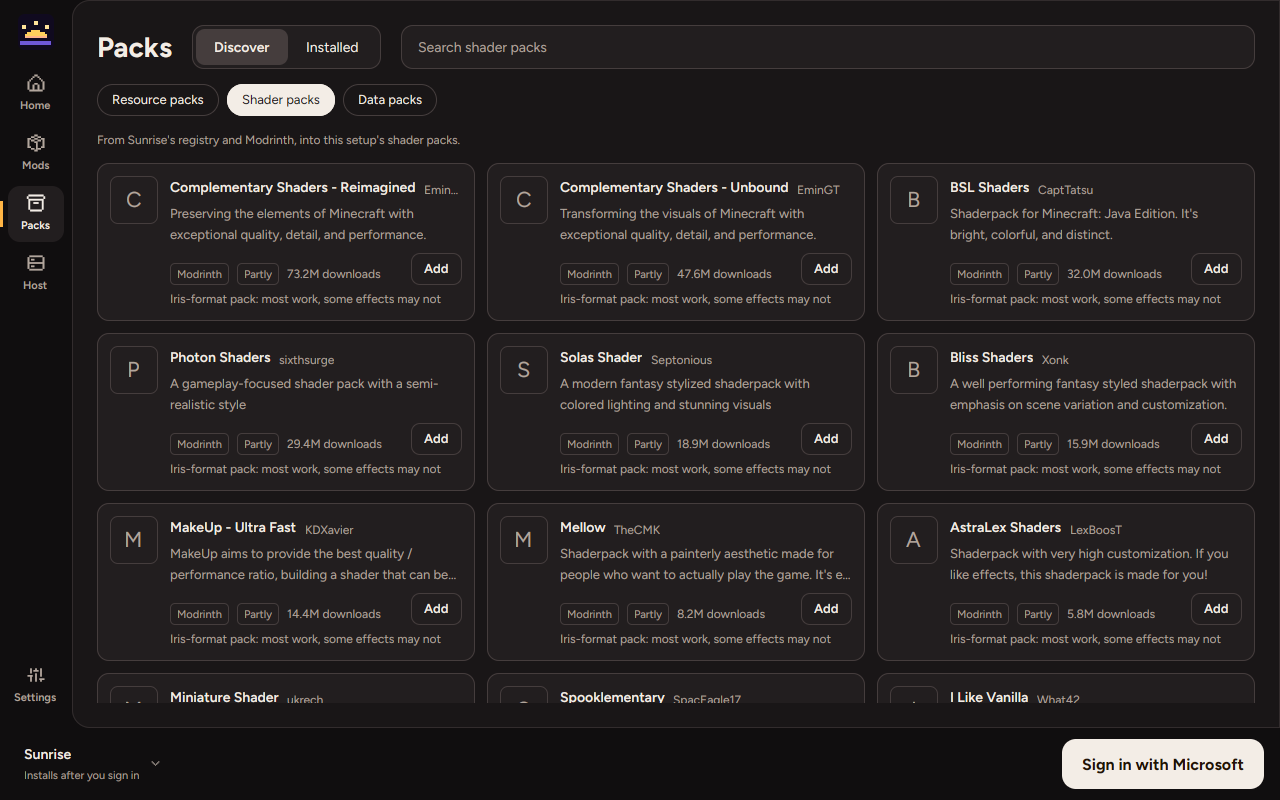 Packs
Discover
Installed
Search shader packs
Home
Mods
Packs
Host
Settings
Resource packs
Shader packs
Data packs
From Sunrise's registry and Modrinth, into this setup's shader packs.
C
Complementary Shaders - Reimagined Emin...
Preserving the elements of Minecraft with
exceptional quality, detail, and performance.
Modrinth Partly 73.2M downloads
Add
Iris-format pack: most work, some effects may not
C
Complementary Shaders - Unbound EminGT
Transforming the visuals of Minecraft with
exceptional quality, detail, and performance.
Modrinth Partly 47.6M downloads
Add
Iris-format pack: most work, some effects may not
B
BSL Shaders CaptTatsu
Shaderpack for Minecraft: Java Edition. It's
bright, colorful, and distinct.
Modrinth Partly 32.0M downloads
Add
Iris-format pack: most work, some effects may not
P
Photon Shaders sixthsurge
A gameplay-focused shader pack with a semi-
realistic style
Modrinth Partly 29.4M downloads
Add
Iris-format pack: most work, some effects may not
S
Solas Shader Septonious
A modern fantasy stylized shaderpack with
colored lighting and stunning visuals
Modrinth Partly 18.9M downloads
Add
Iris-format pack: most work, some effects may not
B
Bliss Shaders Xonk
A well performing fantasy styled shaderpack with
emphasis on scene variation and customization.
Modrinth Partly 15.9M downloads
Add
Iris-format pack: most work, some effects may not
M
MakeUp - Ultra Fast KDXavier
MakeUp aims to provide the best quality /
performance ratio, building a shader that can be...
Modrinth Partly 14.4M downloads
Add
Iris-format pack: most work, some effects may not
M
Mellow TheCMK
Shaderpack with a painterly aesthetic made for
people who want to actually play the game. It's e...
Modrinth Partly 8.2M downloads
Add
Iris-format pack: most work, some effects may not
A
AstraLex Shaders LexBoosT
Shaderpack with very high customization. If you
like effects, this shaderpack is made for you!
Modrinth Partly 5.8M downloads
Add
Iris-format pack: most work, some effects may not
Miniature Shader ukrech
Spooklementary SpacEagle17
I Like Vanilla What42
Sunrise
Installs after you sign in
Sign in with Microsoft